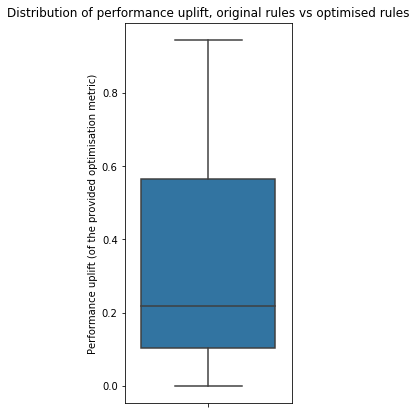 Distribution of performance uplift, original rules vs optimised rules
Performance uplift (of the provided optimisation metric)
0.8
0.6
0.4
0.2
0.0